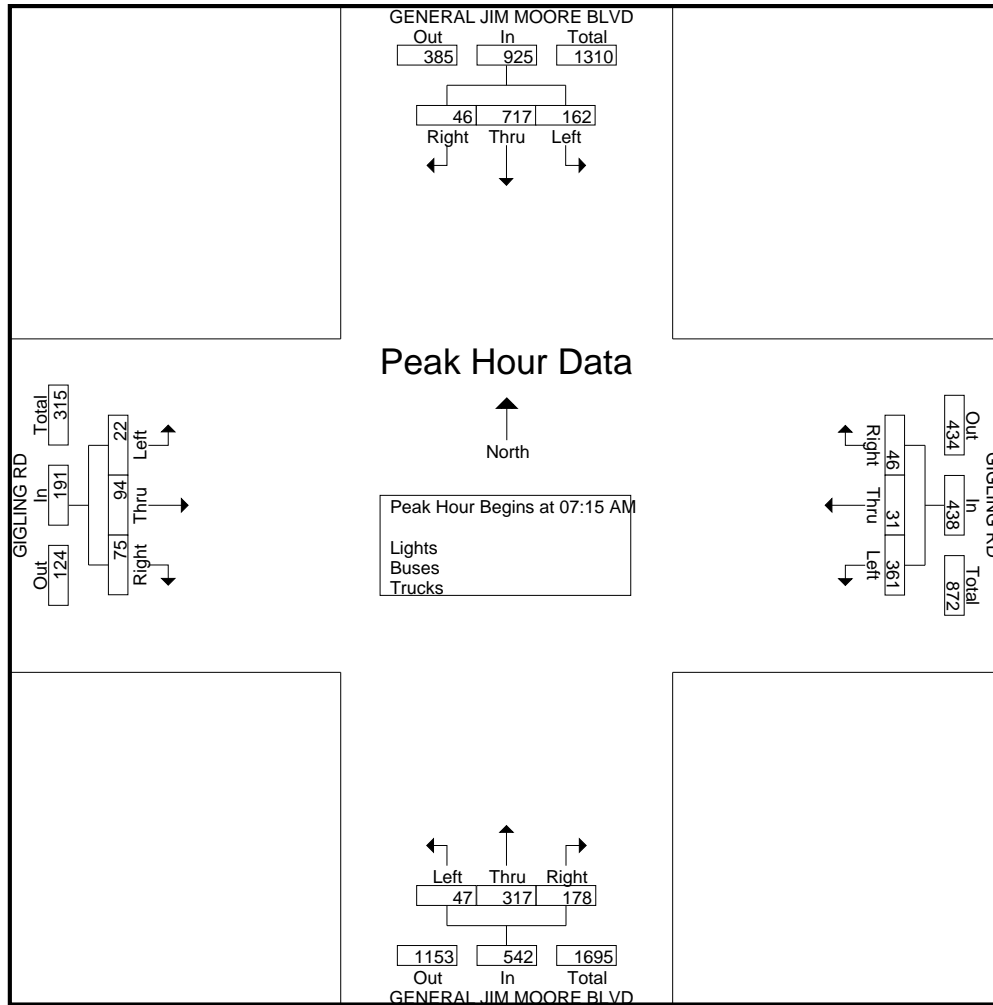 GENERAL JIM MOORE BLVD
Out In Total
385 925 1310
46 717 162
Right Thru Left
Peak Hour Data
North
Peak Hour Begins at 07:15 AM
Lights
Buses
Trucks
GIGLING RD
Total In Out
315 191 124
22 94 75
Left Thru Right
Right Thru Left
46 31 361
Out In Total
434 438 872
GIGLING RD
Left Thru Right
47 317 178
1153 542 1695
Out In Total
GENERAL JIM MOORE BLVD